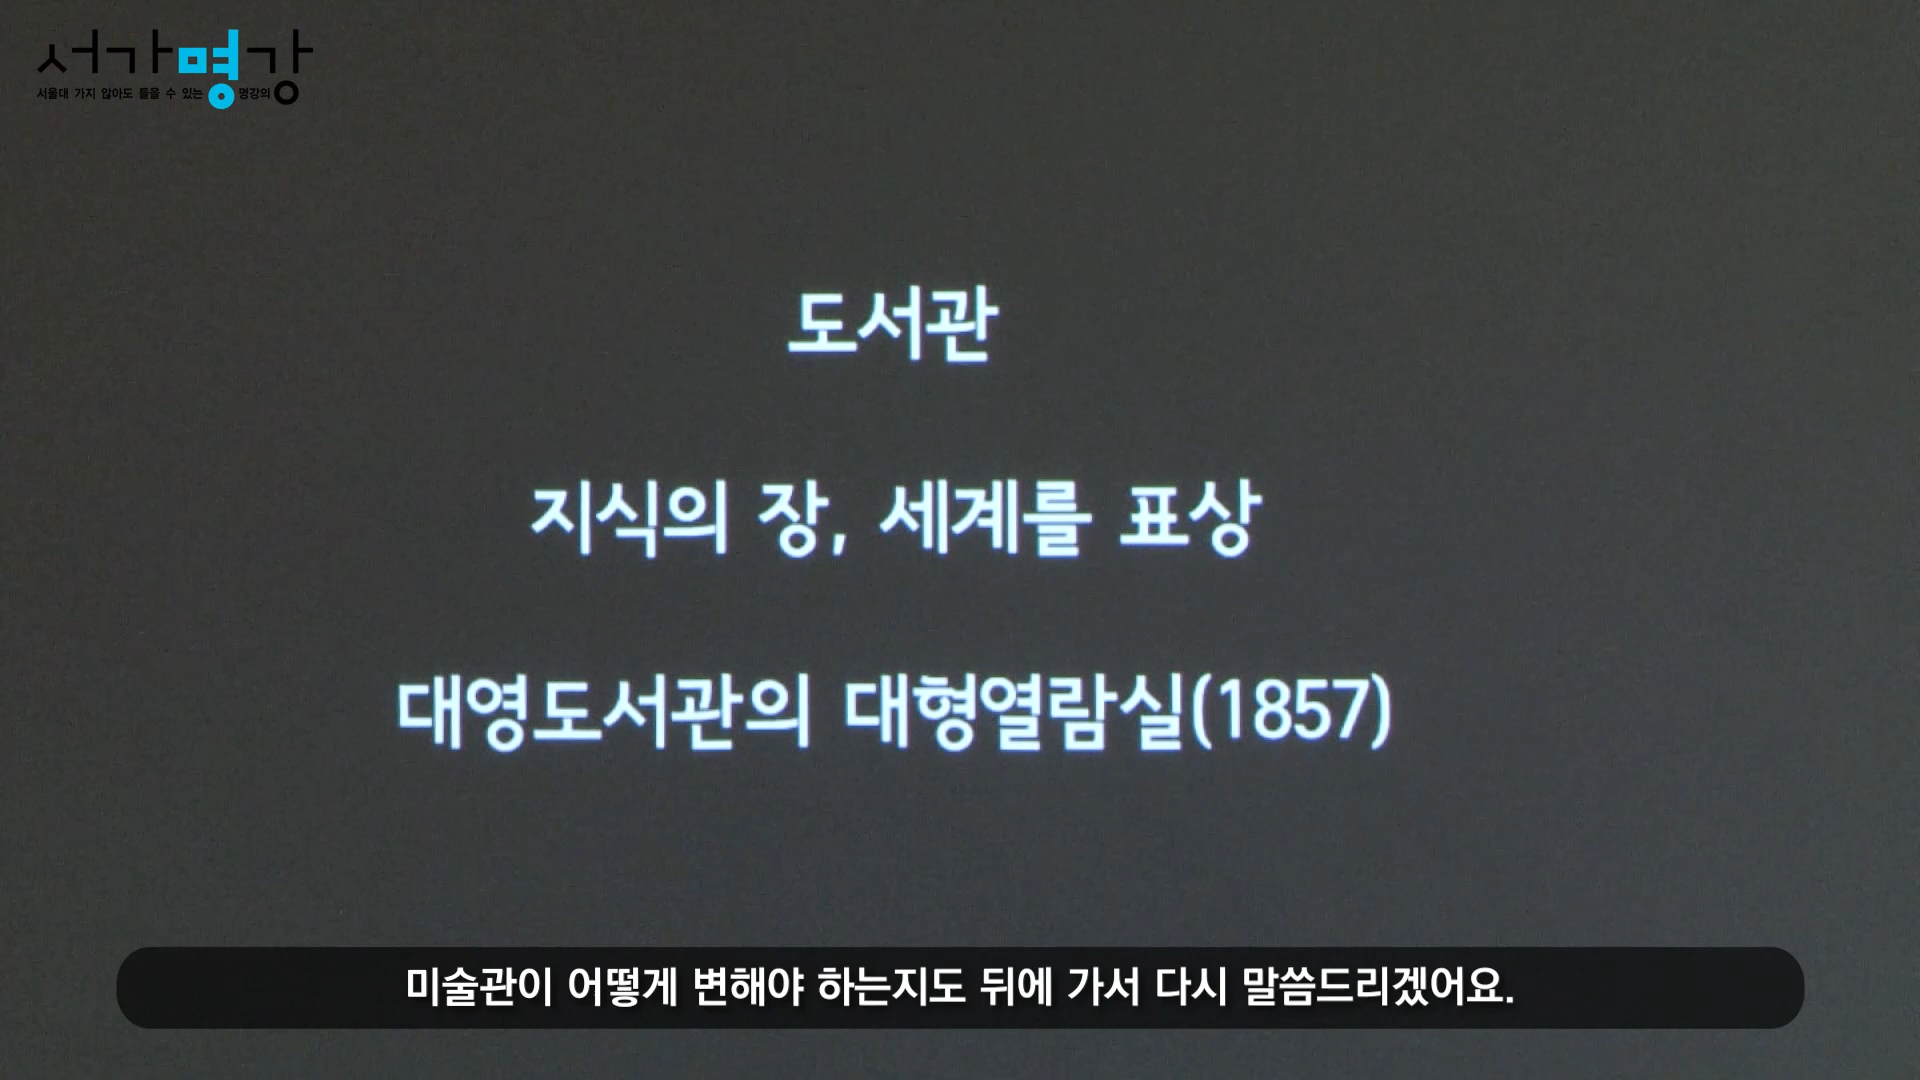 서가명강
서울대 가지 않아도 들을 수 있는 명강의
도서관
지식의 장, 세계를 표상
대영도서관의 대형열람실(1857)
미술관이 어떻게 변해야 하는지도 뒤에 가서 다시 말씀드리겠어요.